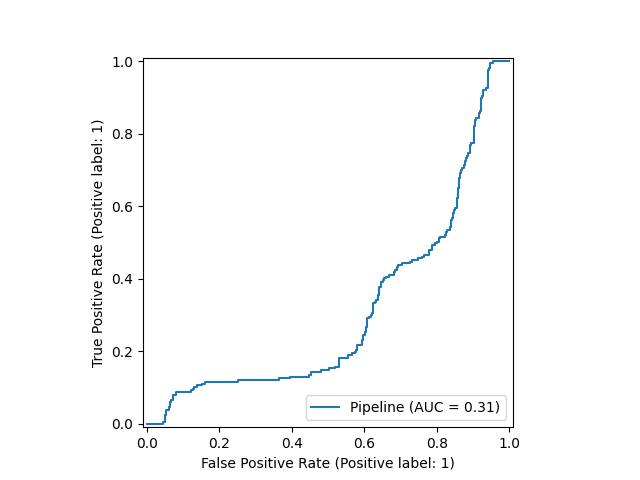 1.0
0.8
0.6
0.4
0.2
0.0
True Positive Rate (Positive label: 1)
Pipeline (AUC = 0.31)
0.0 0.2 0.4 0.6 0.8 1.0
False Positive Rate (Positive label: 1)